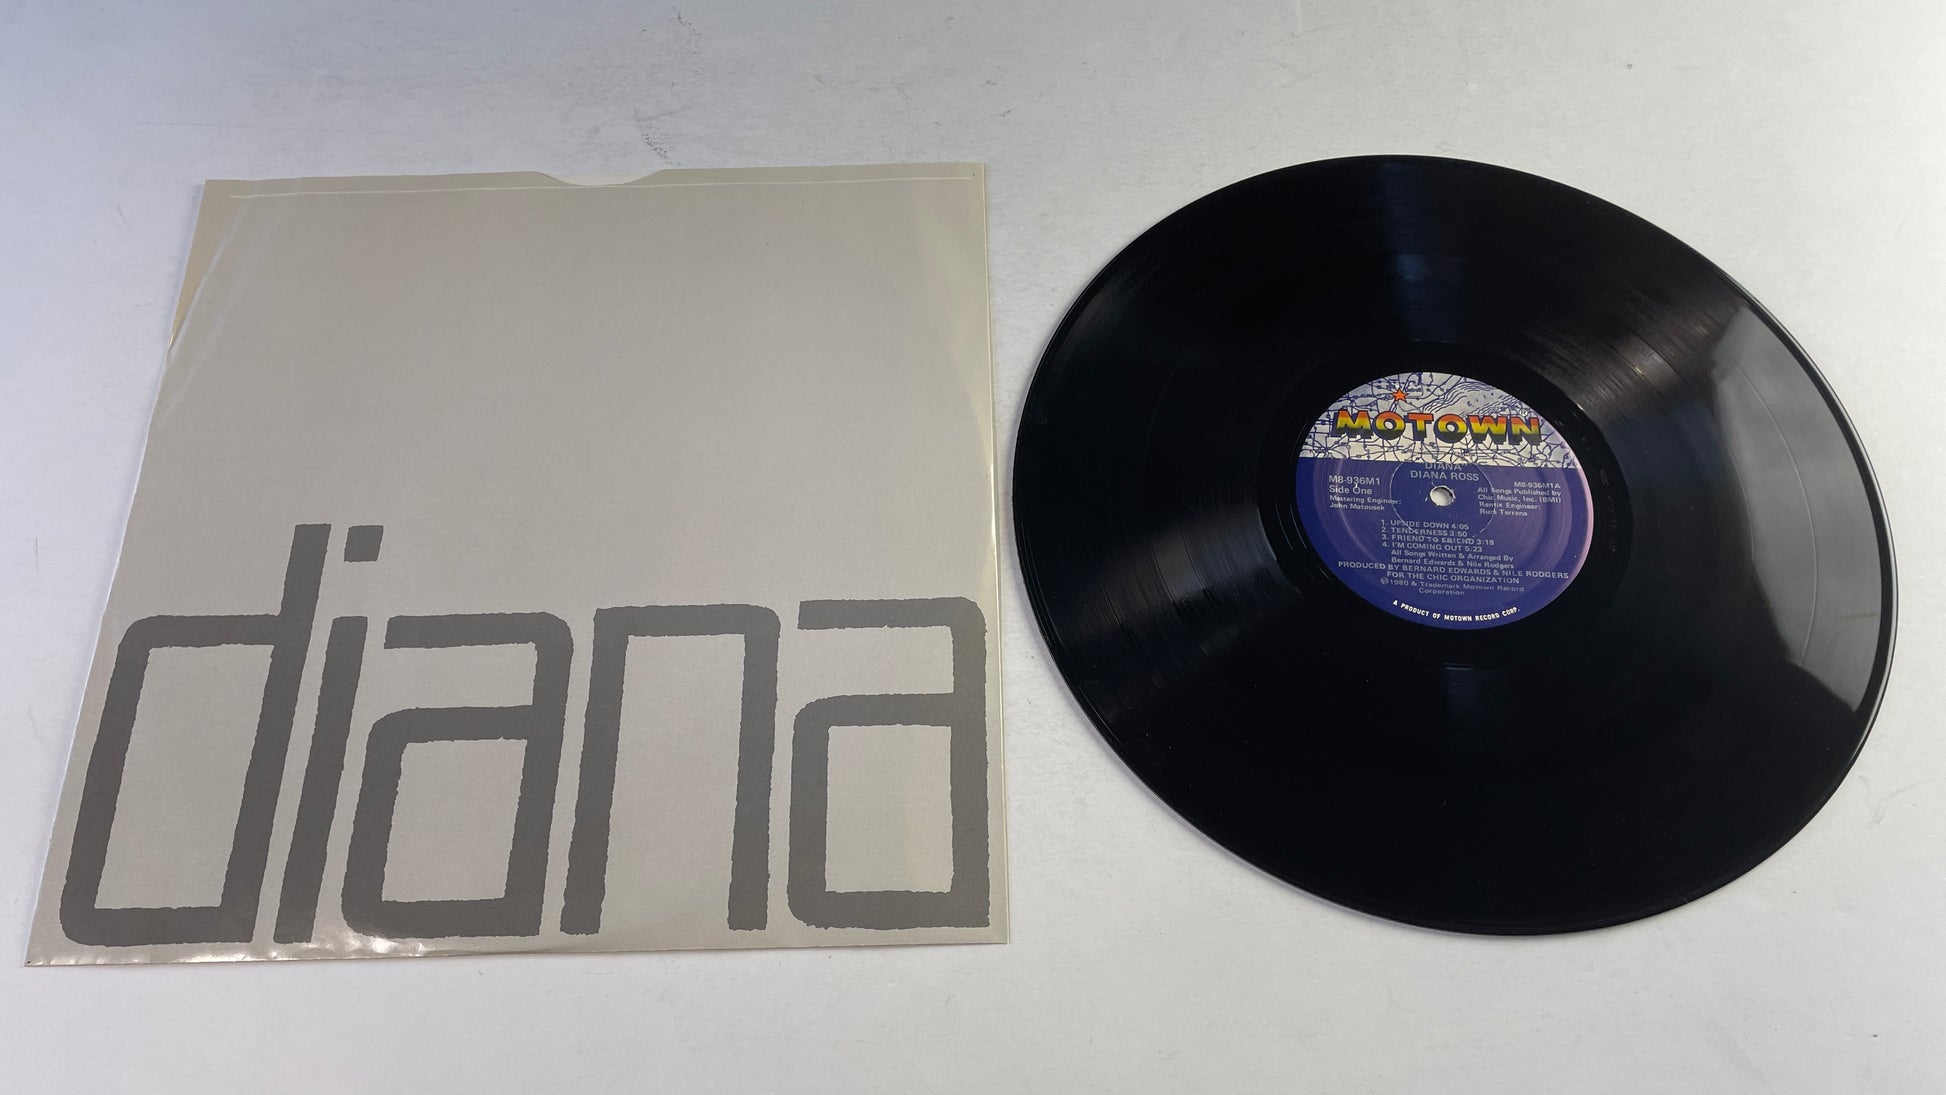 diana
Detroit
MOTOWN
DIANA
DIANA ROSS
M8-936M1
Side One
Mastering Engineer:
John Matousek
M8-936M1A
All Songs Published by
Chic Music, Inc. (BMI)
Remix Engineer:
Russ Terrana
1. UPSIDE DOWN 4:05
2. TENDERNESS 3:50
3. FRIEND TO FRIEND 3:19
4. I'M COMING OUT 5:23
All Songs Written & Arranged By
Bernard Edwards & Nile Rodgers
PRODUCED BY BERNARD EDWARDS & NILE RODGERS
FOR THE CHIC ORGANIZATION
℗1980 & Trademark Motown Record
Corporation
A PRODUCT OF MOTOWN RECORD CORP.